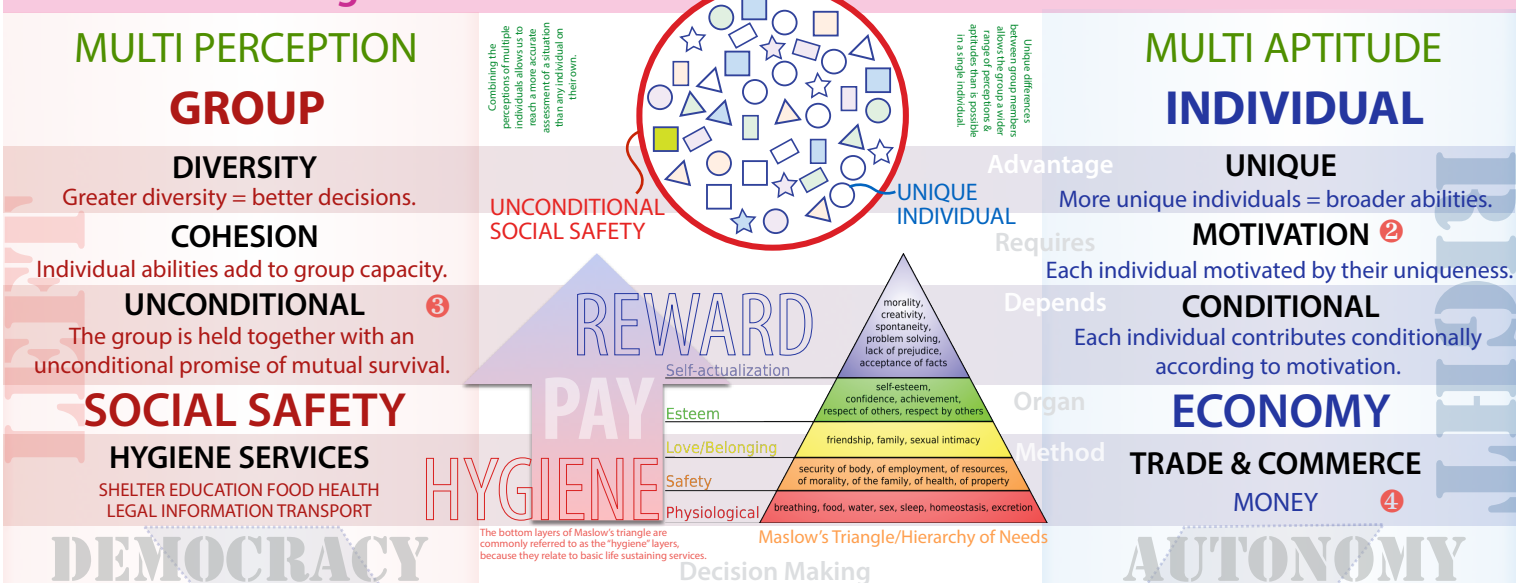 MULTI PERCEPTION
GROUP
DIVERSITY
Greater diversity = better decisions.
COHESION
Individual abilities add to group capacity.
UNCONDITIONAL
3
The group is held together with an
unconditional promise of mutual survival.
SOCIAL SAFETY
HYGIENE SERVICES
SHELTER EDUCATION FOOD HEALTH
LEGAL INFORMATION TRANSPORT
LEFT
DEMOCRACY
Combining the
perceptions of multiple
individuals allows us to
reach a more accurate
assessment of a situation
than any individual on
their own.
Unique differences
between group members
allows the group a wider
range of perceptions &
aptitudes than is possible
in a single individual.
UNCONDITIONAL
SOCIAL SAFETY
UNIQUE
INDIVIDUAL
REWARD
PAY
HYGIENE
Self-actualization
Esteem
Love/Belonging
Safety
Physiological
morality,
creativity,
spontaneity,
problem solving,
lack of prejudice,
acceptance of facts
self-esteem,
confidence, achievement,
respect of others, respect by others
friendship, family, sexual intimacy
security of body, of employment, of resources,
of morality, of the family, of health, of property
breathing, food, water, sex, sleep, homeostasis, excretion
The bottom layers of Maslow's triangle are
commonly referred to as the "hygiene" layers,
because they relate to basic life sustaining services.
Maslow's Triangle/Hierarchy of Needs
Decision Making
Advantage
Requires
Depends
Organ
Method
MULTI APTITUDE
INDIVIDUAL
UNIQUE
More unique individuals = broader abilities.
MOTIVATION 2
Each individual motivated by their uniqueness.
CONDITIONAL
Each individual contributes conditionally
according to motivation.
ECONOMY
TRADE & COMMERCE
MONEY 4
RIGHT
AUTONOMY